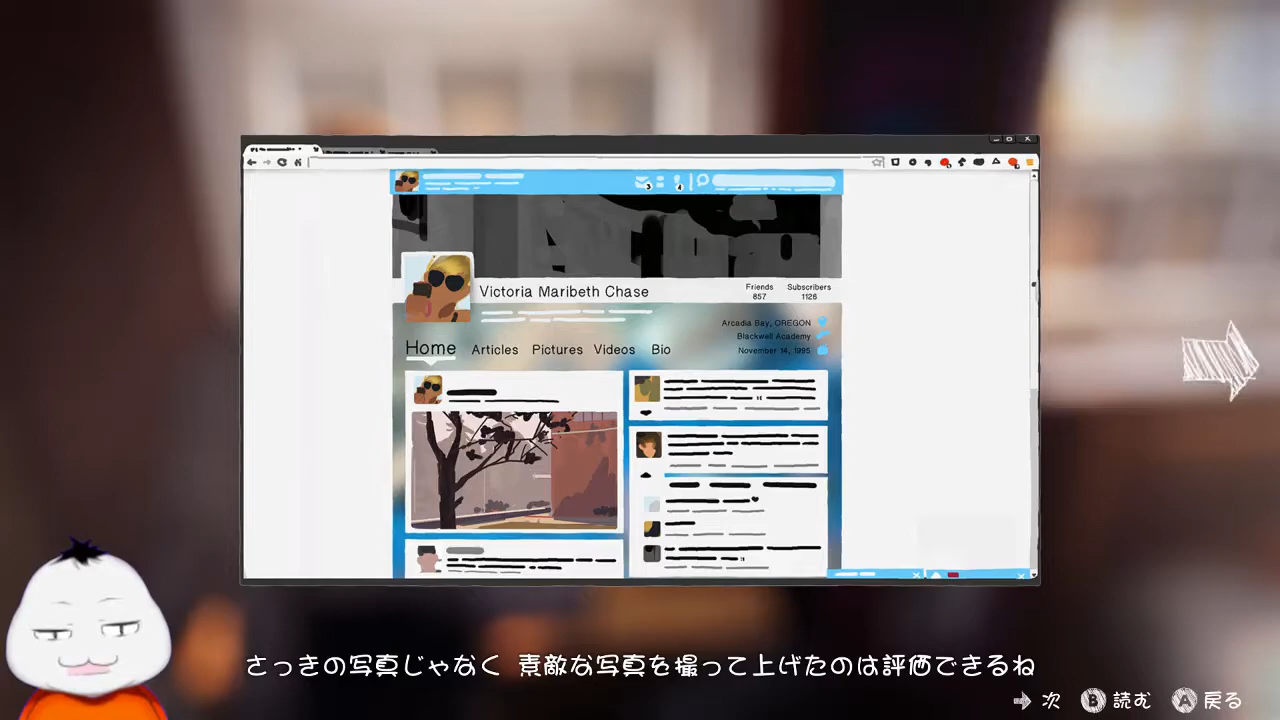 3
4
Victoria Maribeth Chase
Friends
857
Subscribers
1126
Arcadia Bay, OREGON
Blackwell Academy
November 14, 1995
Home Articles Pictures Videos Bio
さっきの写真じゃなく 素敵な写真を撮って上げたのは評価できるね
次 B 読む A 戻る